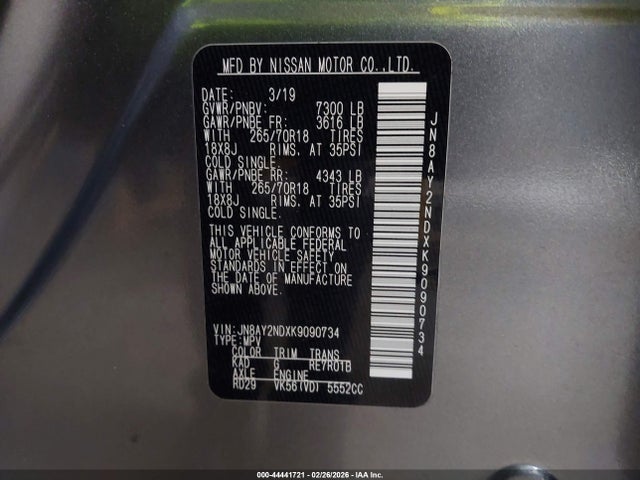 MFD BY NISSAN MOTOR CO.,LTD.
DATE: 3/19
GVWR/PNBV: 7300 LB
GAWR/PNBE FR: 3616 LB
WITH 265/70R18 TIRES
18X8J RIMS, AT 35PSI
COLD SINGLE.
GAWR/PNBE RR: 4343 LB
WITH 265/70R18 TIRES
18X8J RIMS, AT 35PSI
COLD SINGLE.
THIS VEHICLE CONFORMS TO
ALL APPLICABLE FEDERAL
MOTOR VEHICLE SAFETY
STANDARDS IN EFFECT ON
THE DATE OF MANUFACTURE
SHOWN ABOVE.
VIN: JN8AY2NDXK9090734
TYPE: MPV
COLOR TRIM TRANS
KAD G RE7R01B
AXLE ENGINE
RD29 VK56(VD) 5552CC
JN8AY2NDXK9090734
000-44441721 - 02/26/2026 - IAA Inc.